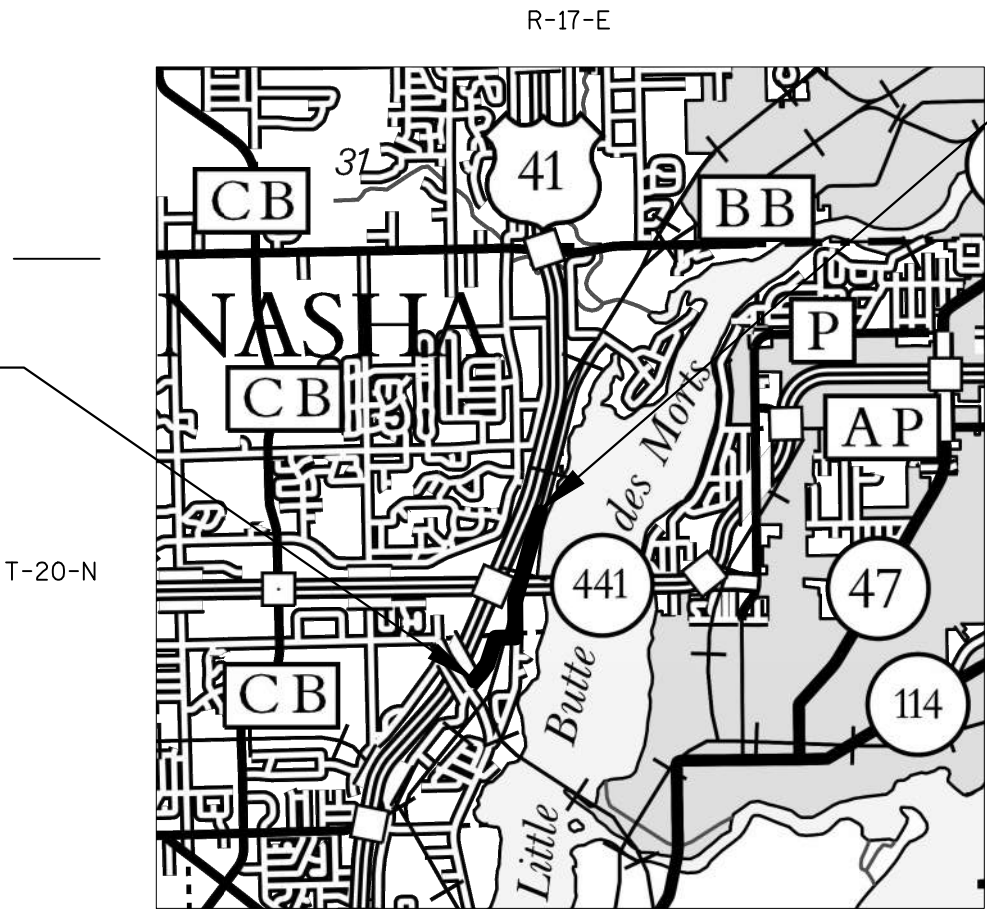 R-17-E
31
41
CB
BB
NASHA
P
CB
AP
T-20-N
441
47
CB
114
Little Butte des Morts